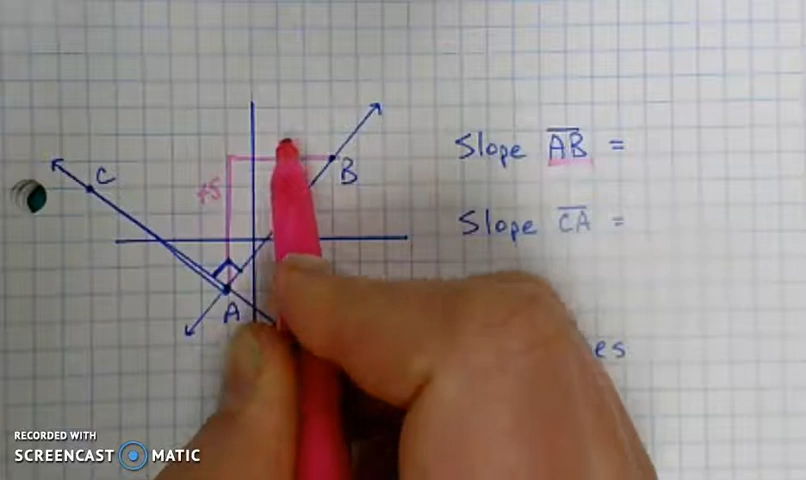 Slope AB =
C
B
+5
Slope CA =
A
es
RECORDED WITH
SCREENCAST MATIC